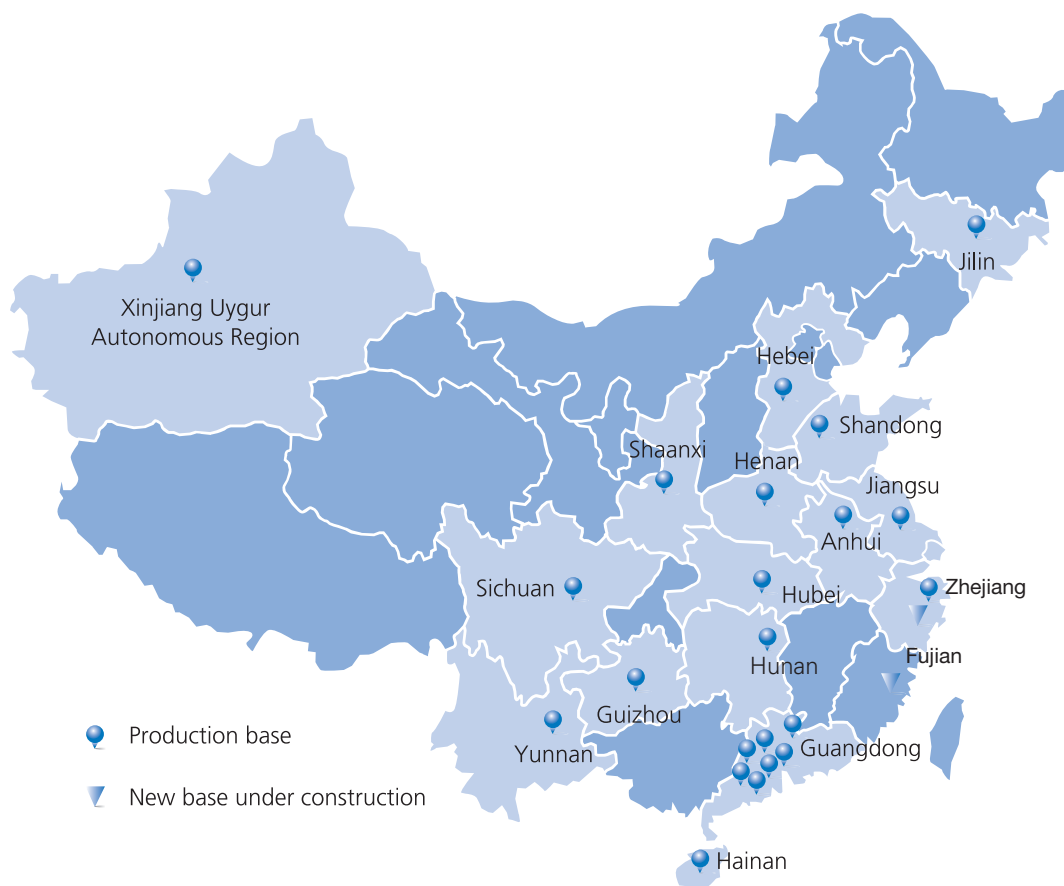 Jilin
Xinjiang Uygur
Autonomous Region
Hebei
Shandong
Shaanxi
Henan
Jiangsu
Anhui
Sichuan
Hubei
Zhejiang
Hunan
Fujian
Guizhou
Production base
Yunnan
Guangdong
New base under construction
Hainan